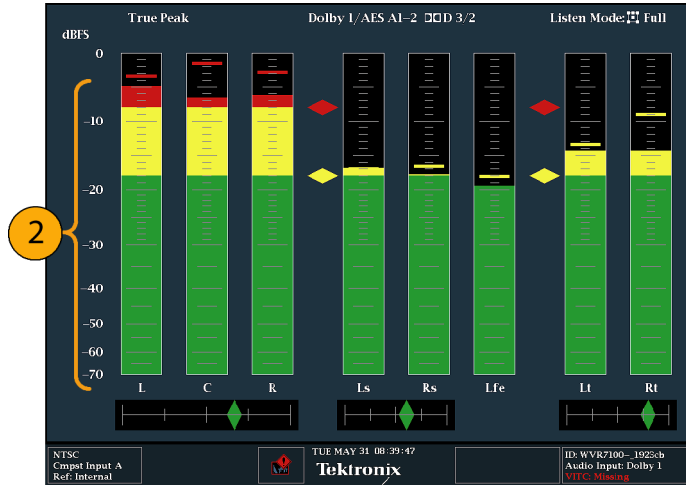 True Peak Dolby 1/AES A1-2 D 3/2 Listen Mode: Full
dBFS
0
-10
2
-20
-30
-40
-50
-60
-70
L C R Ls Rs Lfe Lt Rt
NTSC
Cmpst Input A
Ref: Internal
TUE MAY 31 08:39:47
Tektronix
ID: WVR7100-_1923cb
Audio Input: Dolby 1
VITC: Missing